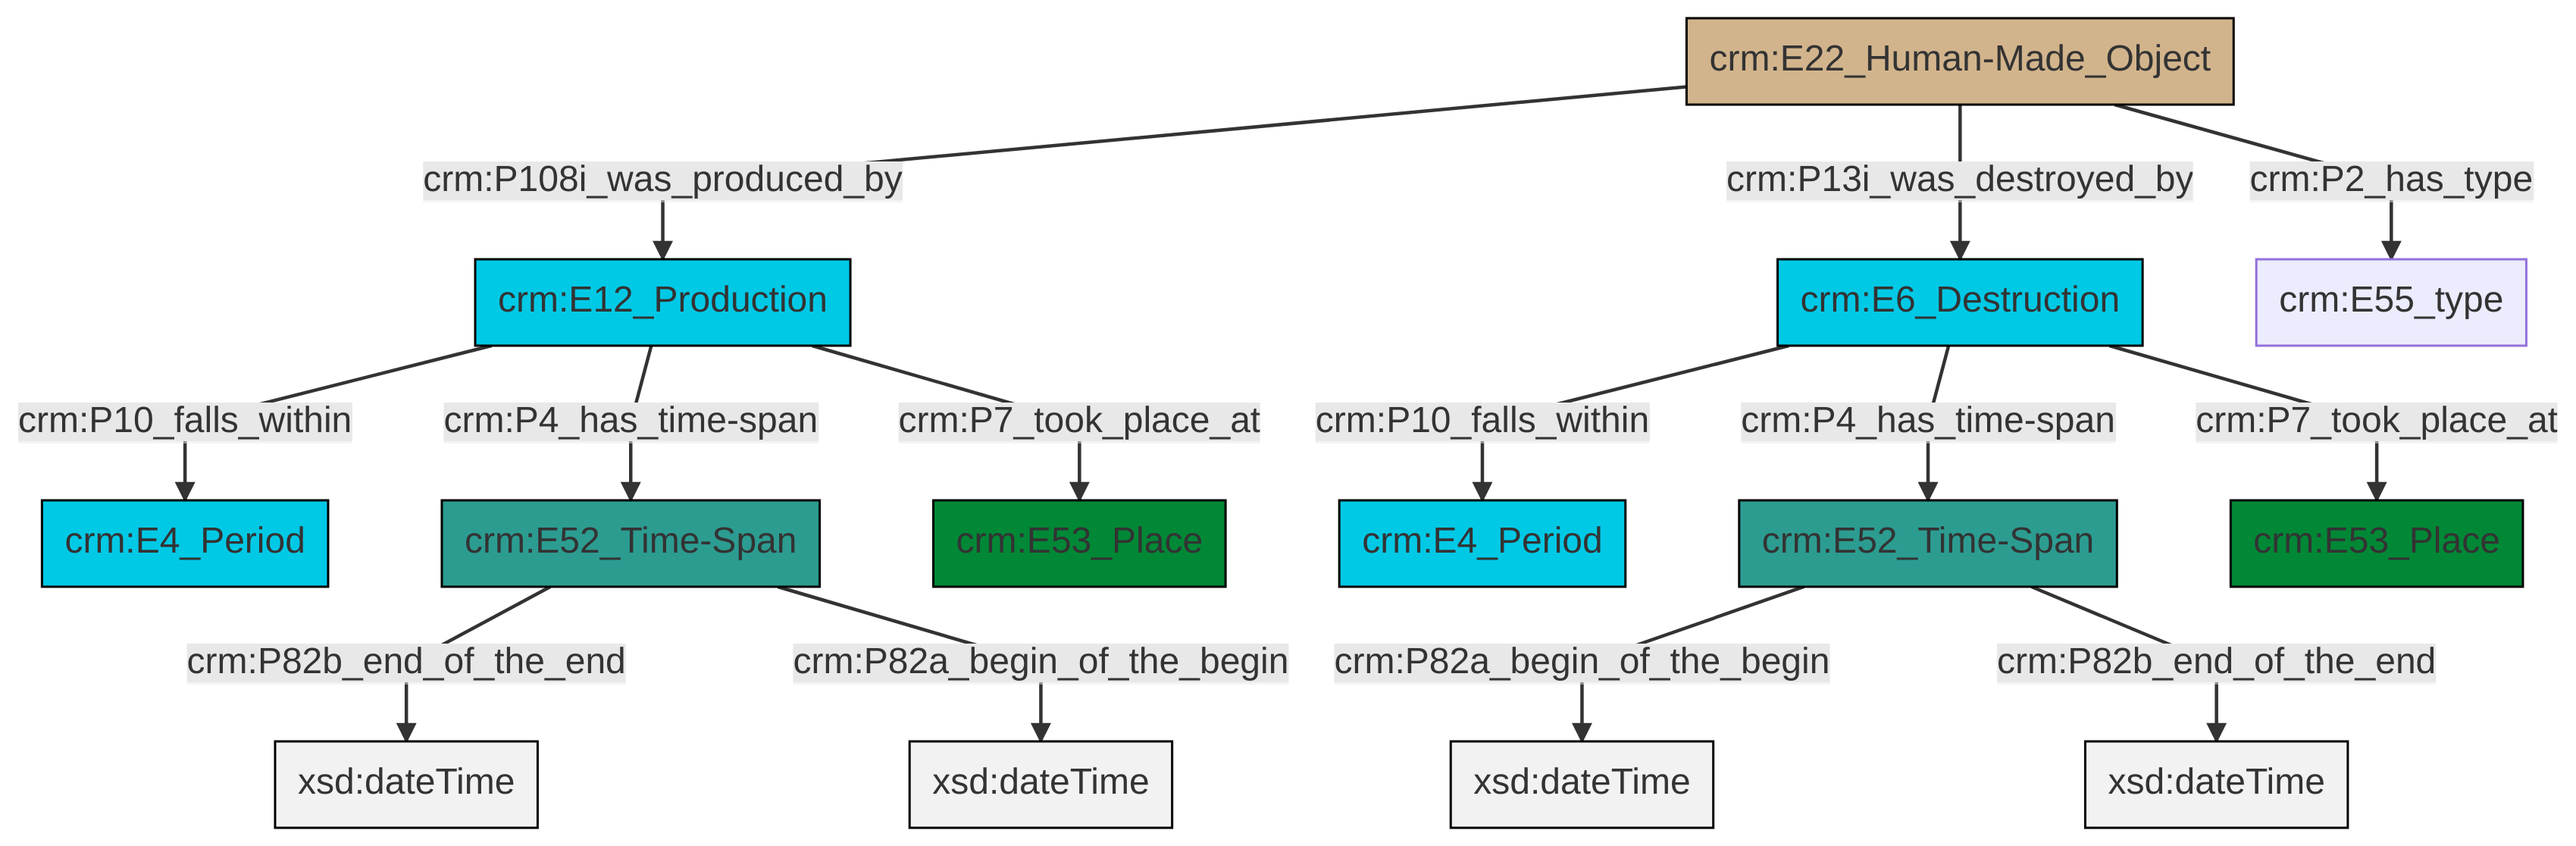 crm:E22_Human-Made_Object
crm:P108i_was_produced_by
crm:P13i_was_destroyed_by
crm:P2_has_type
crm:E12_Production
crm:E6_Destruction
crm:E55_type
crm:P10_falls_within
crm:P4_has_time-span
crm:P7_took_place_at
crm:P10_falls_within
crm:P4_has_time-span
crm:P7_took_place_at
crm:E4_Period
crm:E52_Time-Span
crm:E53_Place
crm:E4_Period
crm:E52_Time-Span
crm:E53_Place
crm:P82b_end_of_the_end
crm:P82a_begin_of_the_begin
crm:P82a_begin_of_the_begin
crm:P82b_end_of_the_end
xsd:dateTime
xsd:dateTime
xsd:dateTime
xsd:dateTime